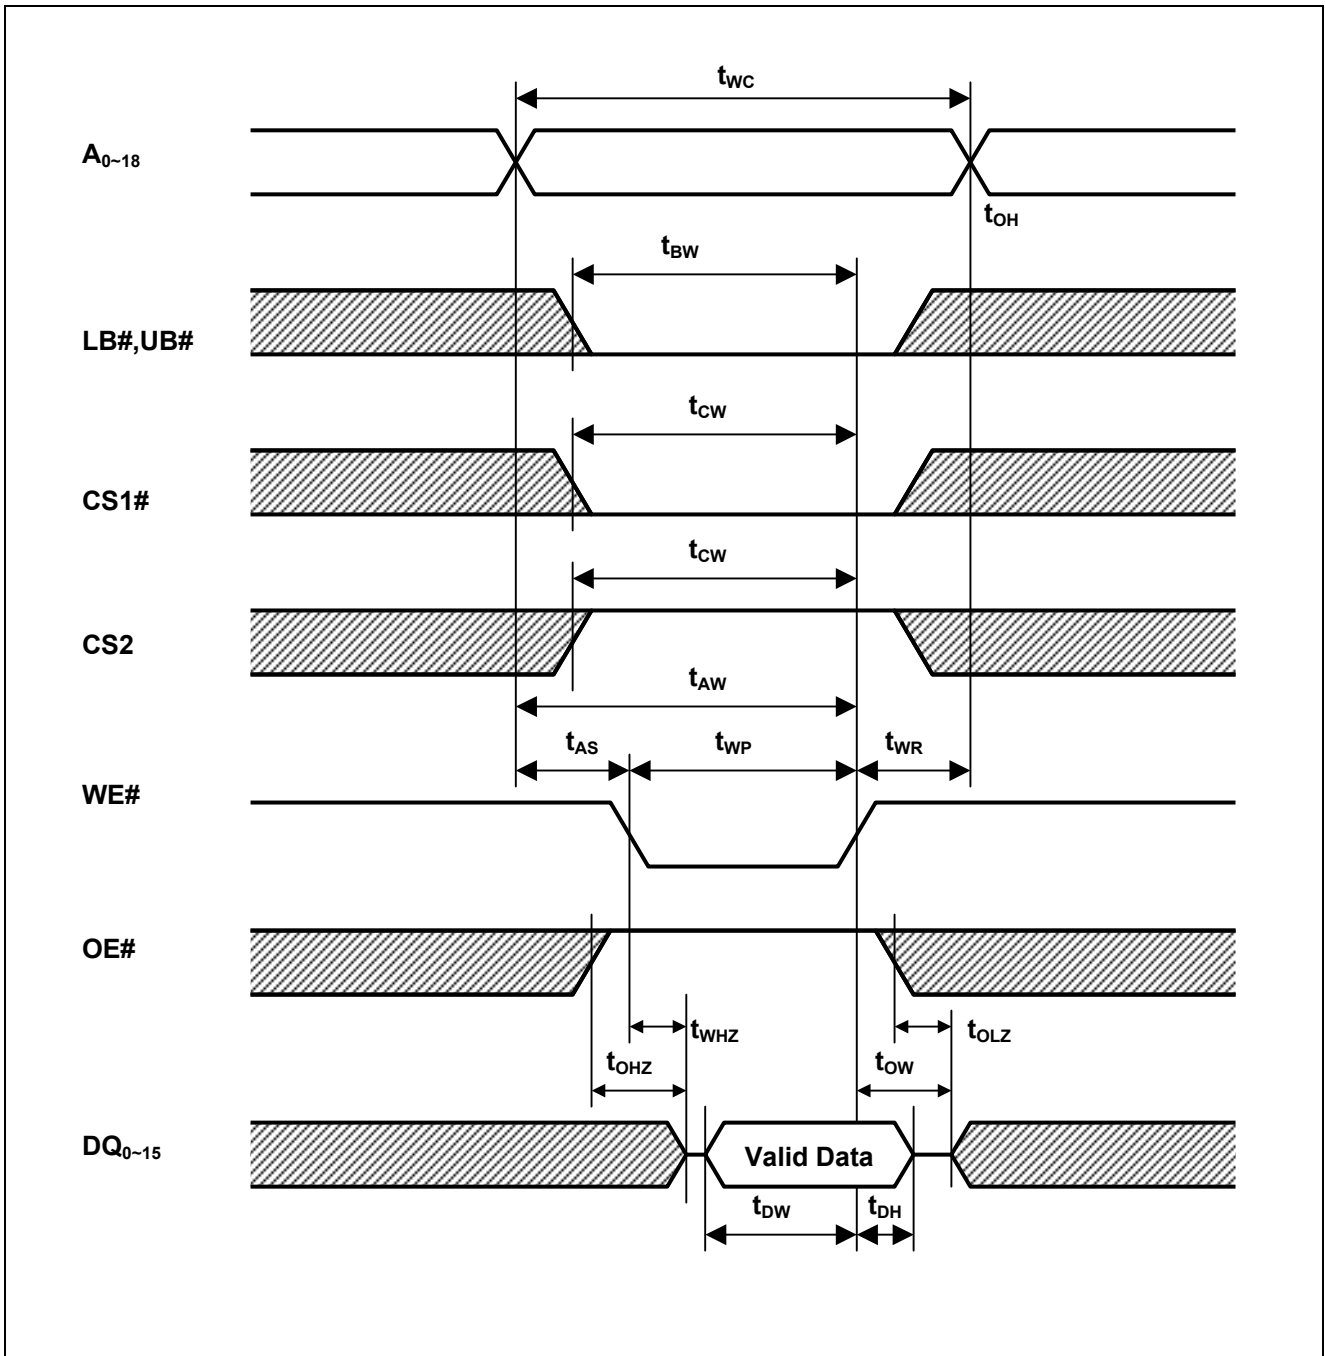 tWC
A0~18
tOH
tBW
LB#,UB#
tCW
CS1#
tCW
CS2
tAW
tAS tWP tWR
WE#
OE#
tWHZ tOLZ
tOHZ tOW
DQ0~15 Valid Data
tDW tDH